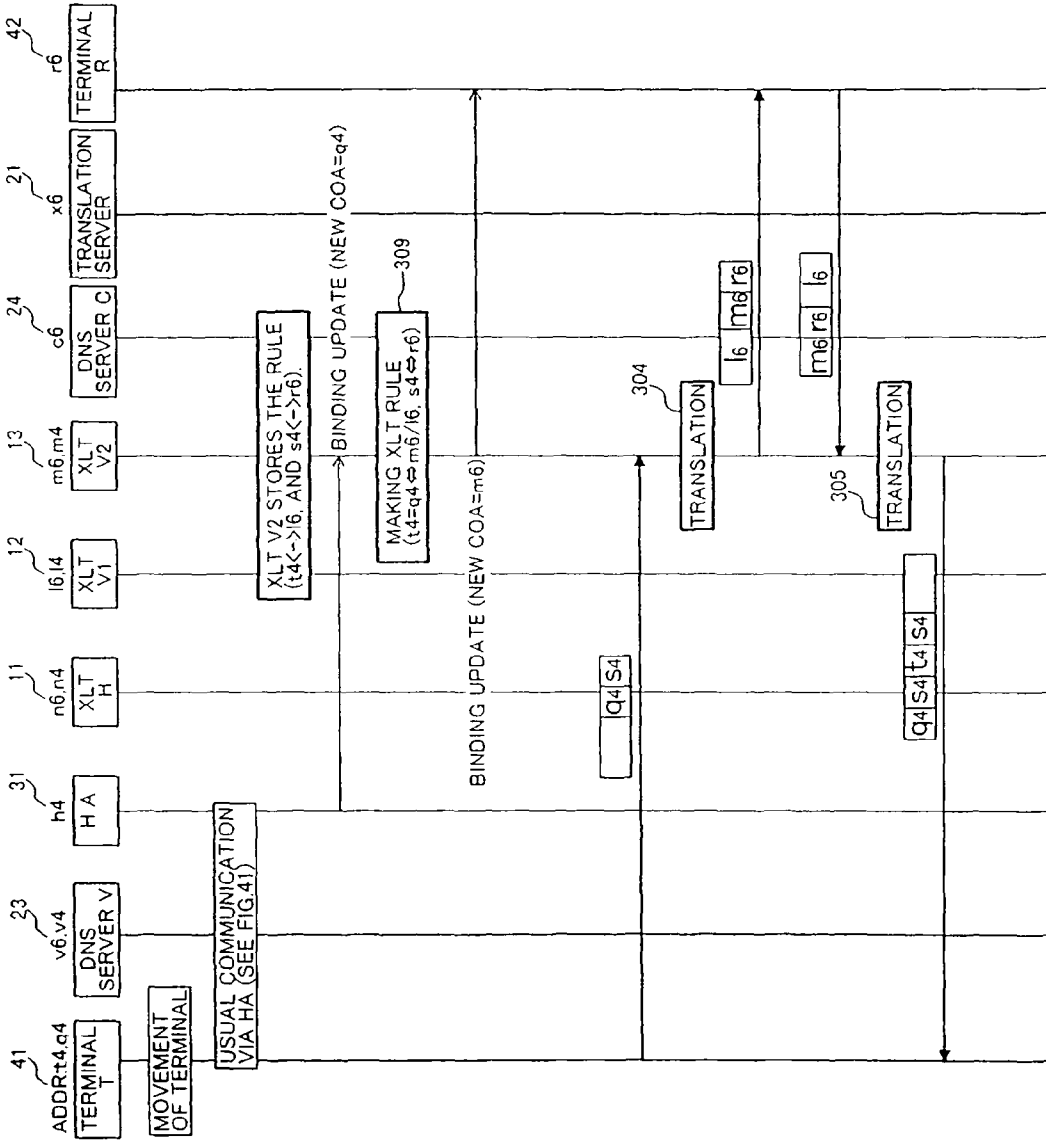 41
ADDR:t4,q4
TERMINAL
T
23
v6,v4
DNS
SERVER V
31
h4
H A
11
n6,n4
XLT
H
12
l6,l4
XLT
V1
13
m6,m4
XLT
V2
24
d6
DNS
SERVER C
21
x6
TRANSLATION
SERVER
42
r6
TERMINAL
R
MOVEMENT
OF TERMINAL
USUAL COMMUNICATION
VIA HA (SEE FIG.41)
XLT V2 STORES THE RULE
(t4<->l6, AND s4<->r6).
BINDING UPDATE (NEW COA=q4)
309
MAKING XLT RULE
(t4=q4⇔m6/l6, s4⇔r6)
BINDING UPDATE (NEW COA=m6)
q4 s4
304
TRANSLATION
l6 m6 r6
m6 r6 l6
305
TRANSLATION
q4 s4 t4 s4